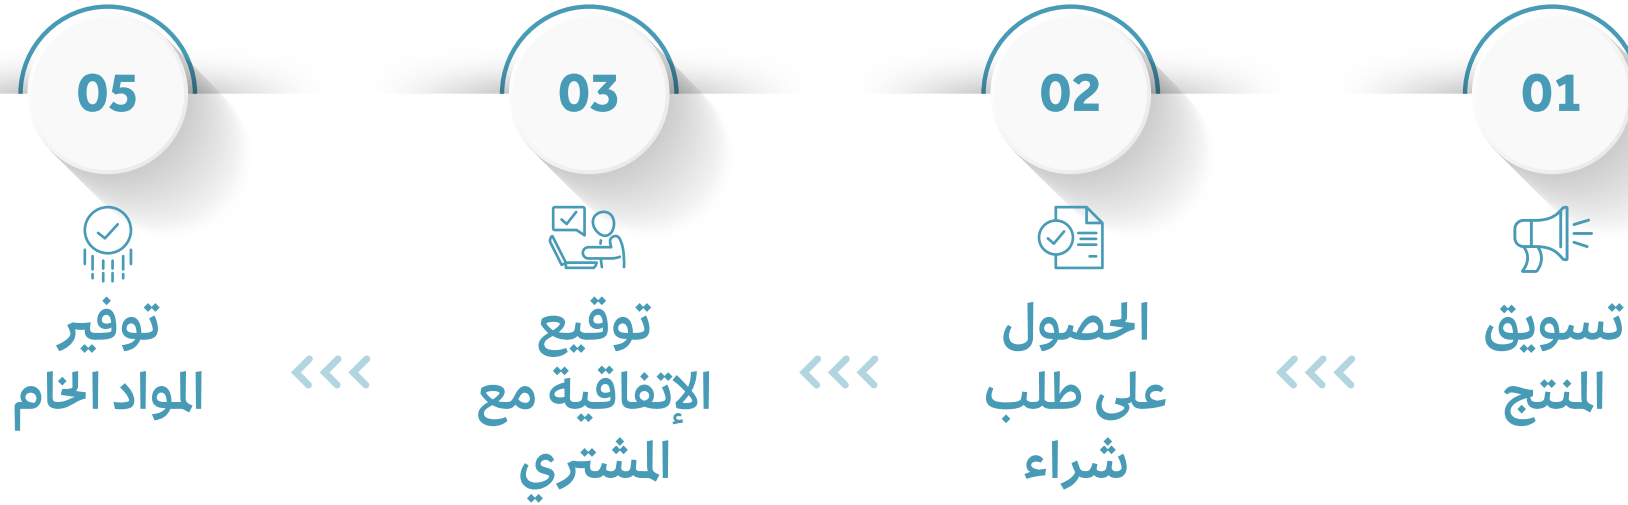 01
تسويق
المنتج
02
الحصول
على طلب
شراء
03
توقيع
الإتفاقية مع
المشتري
05
توفير
المواد الخام